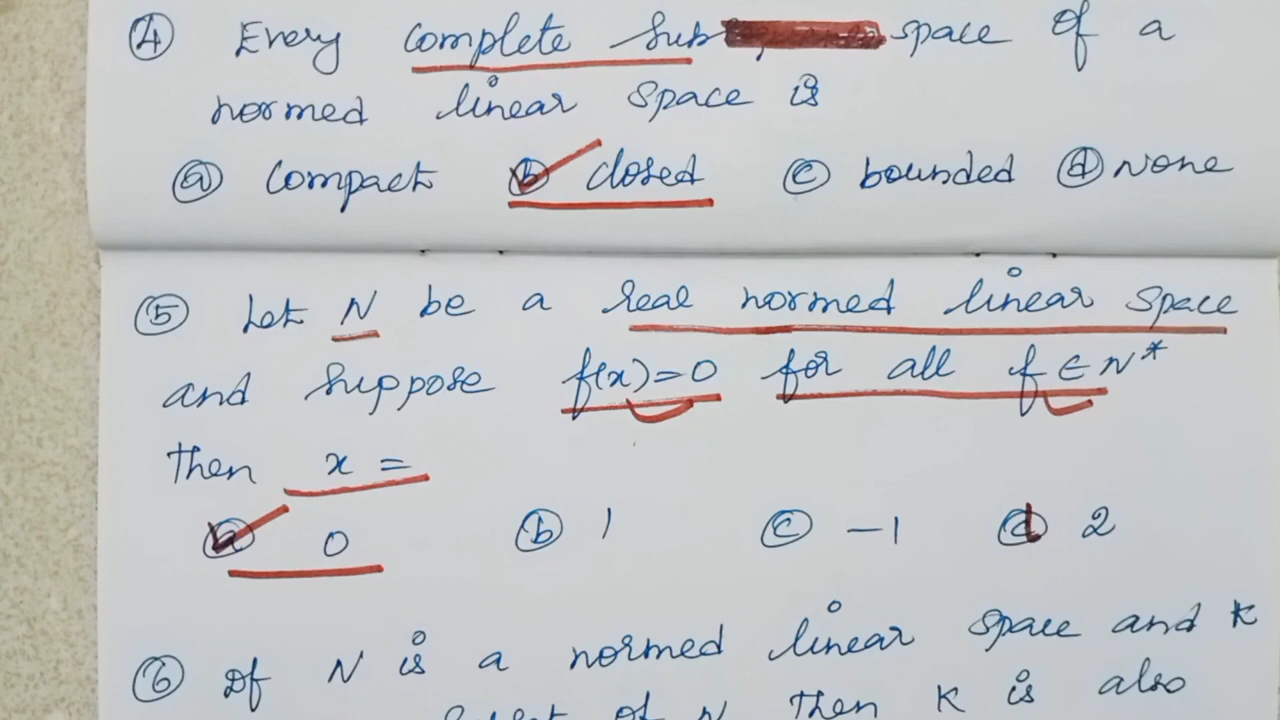 ④ Every complete sub space of a
normed linear space is
ⓐ compact ⓑ closed ⓒ bounded ⓓ none
⑤ Let N be a real normed linear space
and suppose f(x)=0 for all f∈N*
then x =
ⓐ 0 ⓑ 1 ⓒ -1 ⓓ 2
⑥ If N is a normed linear space and K
of N then K is also